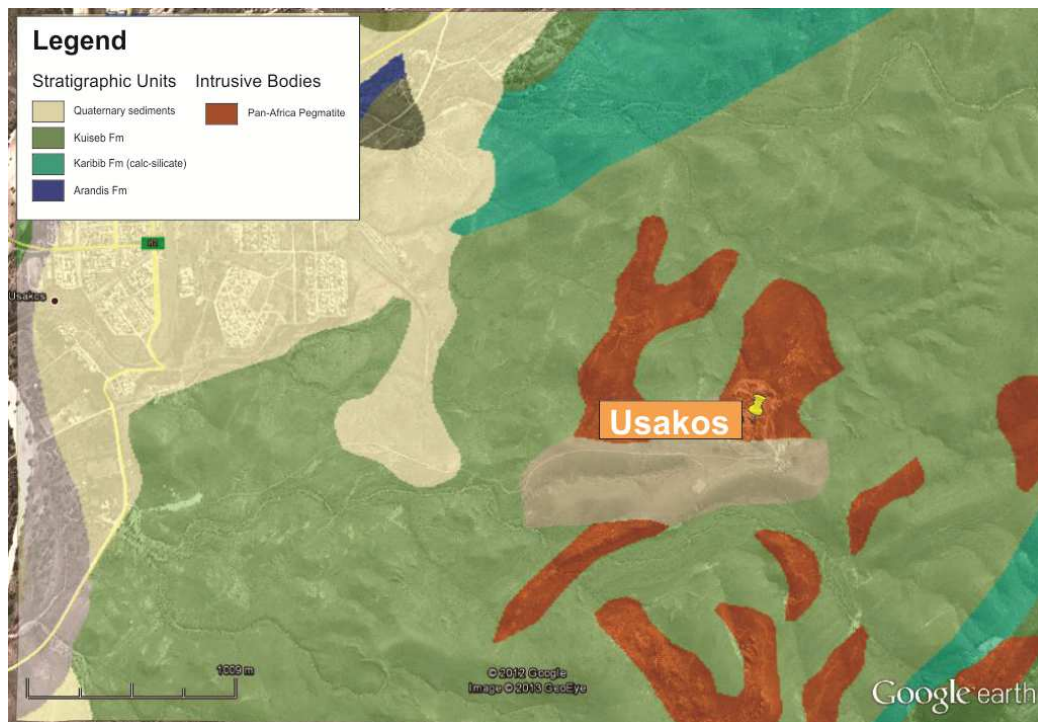 Legend
Stratigraphic Units
Intrusive Bodies
Quaternary sediments
Pan-Africa Pegmatite
Kuiseb Fm
Karibib Fm (calc-silicate)
Arandis Fm
Usakos
Usakos
1009 m
© 2012 Google
Image © 2013 GeoEye
Google earth